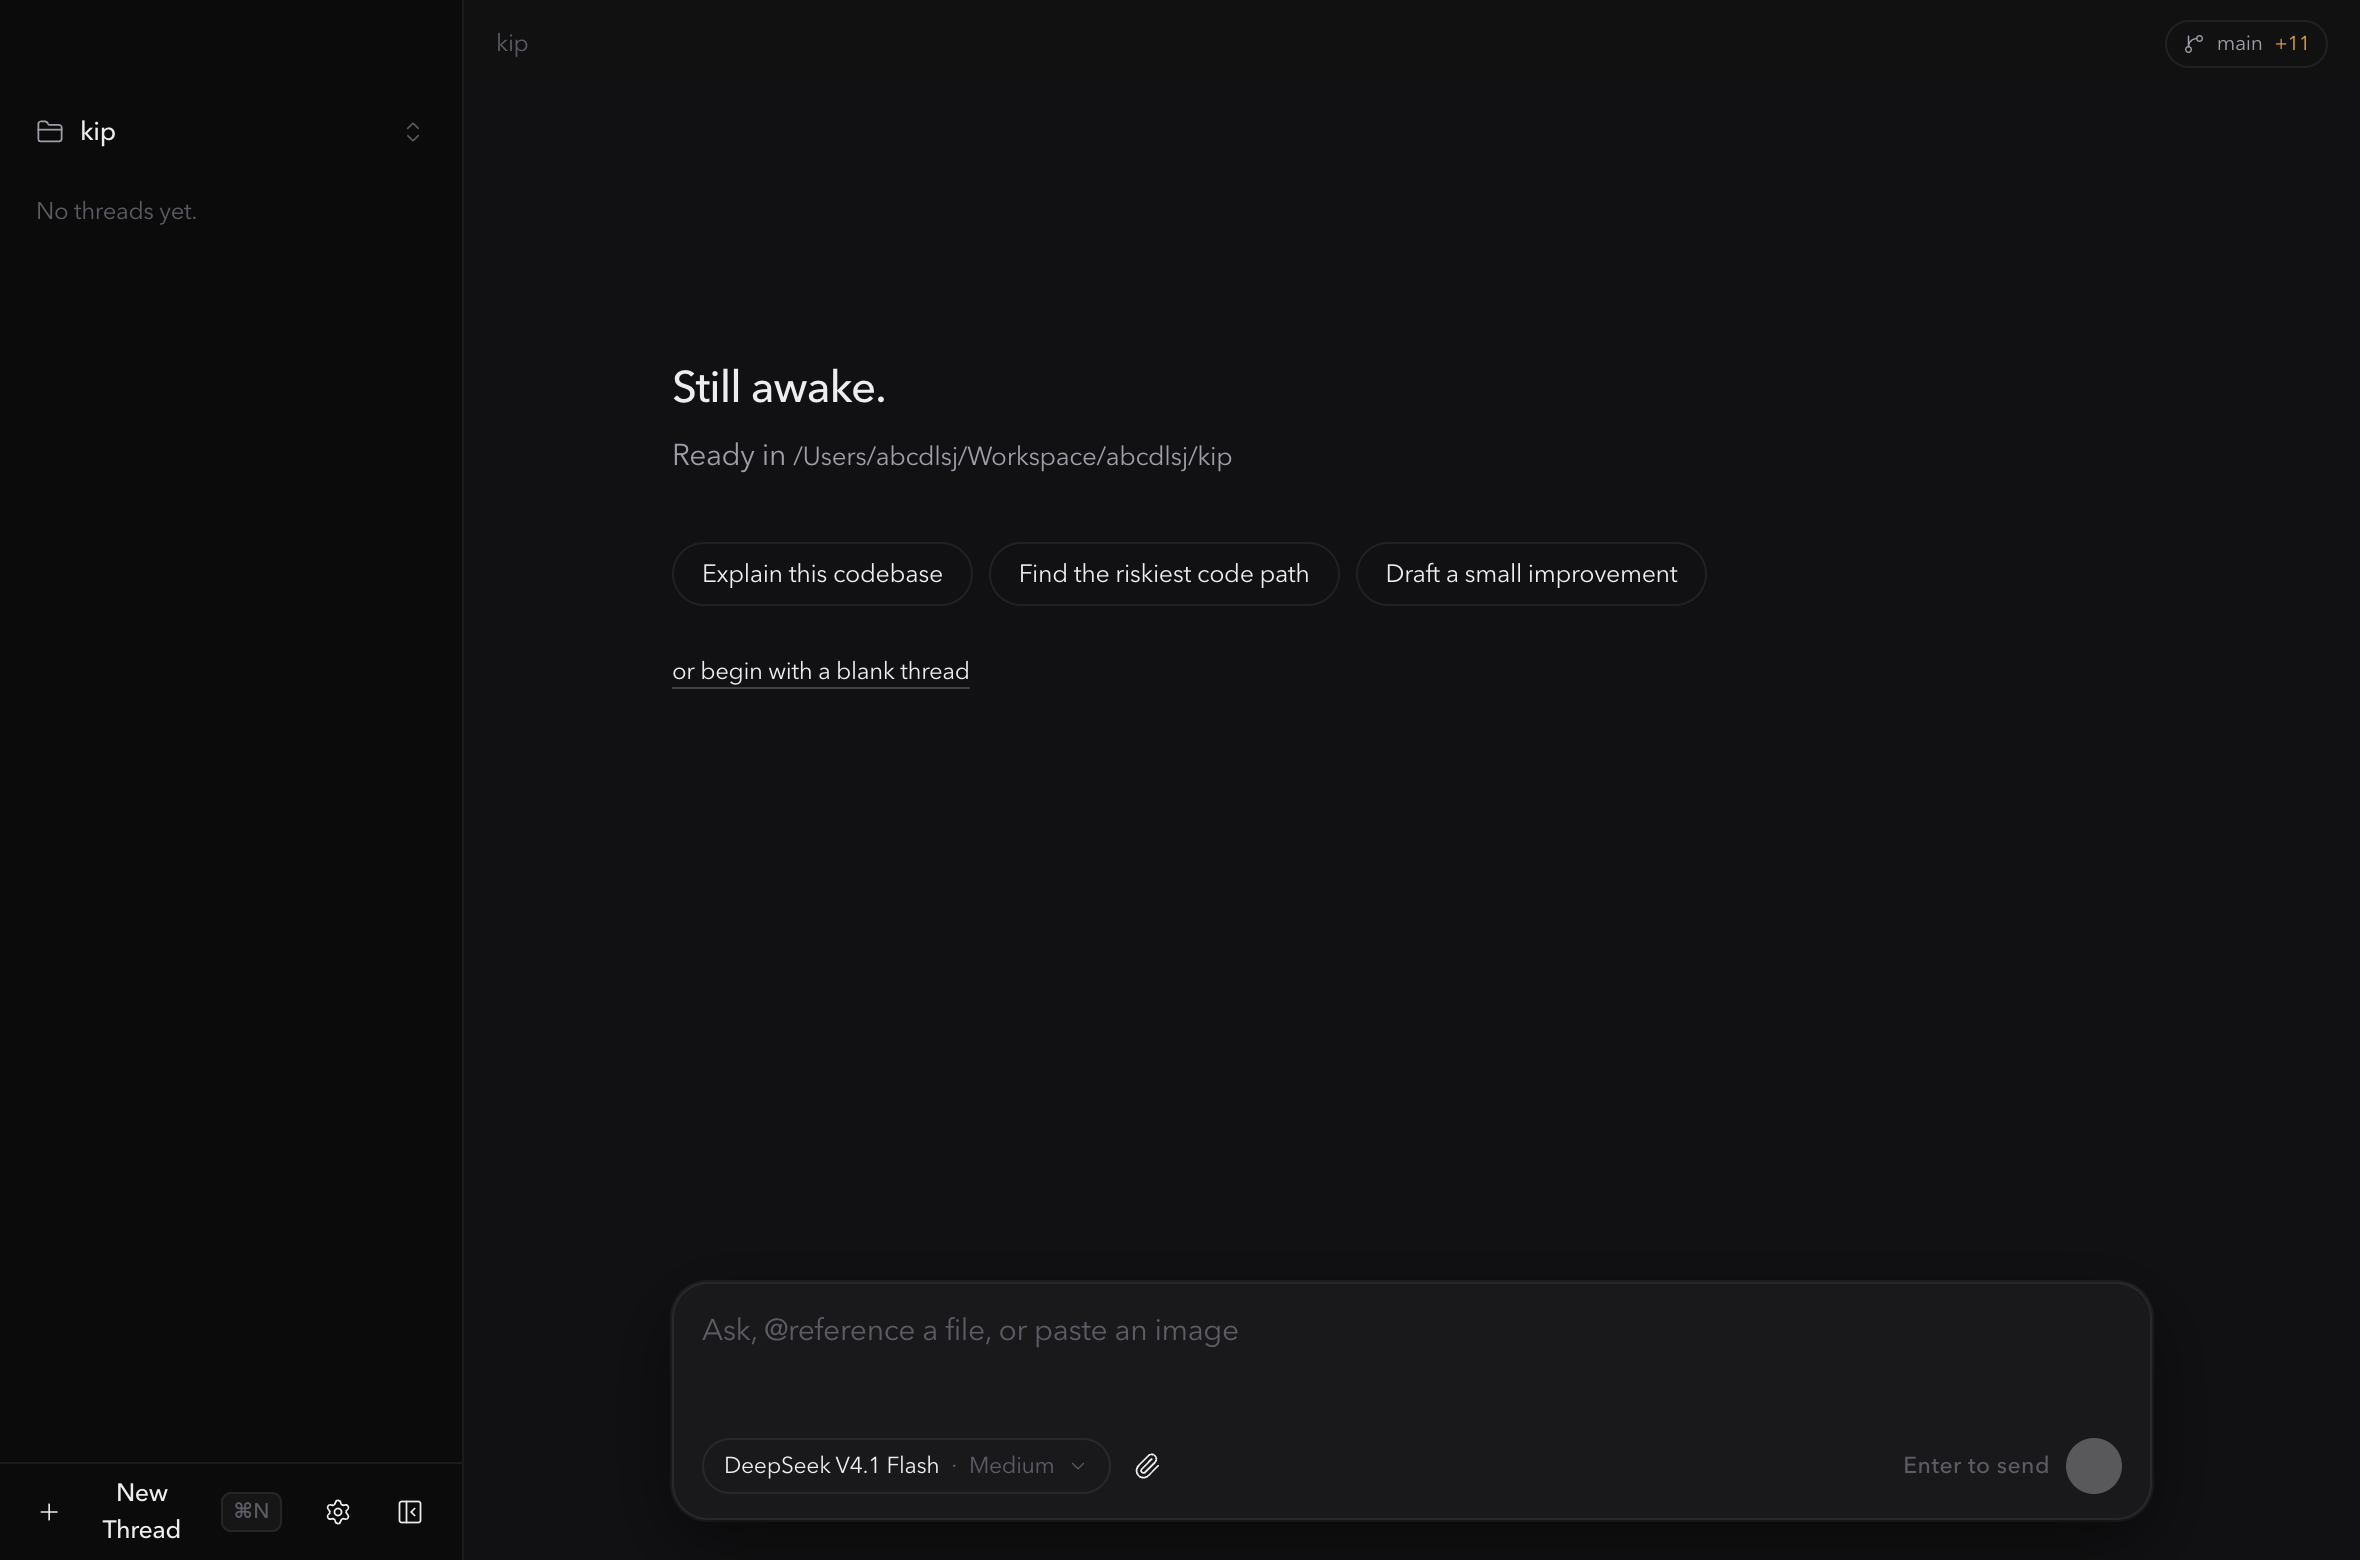 kip
main +11
kip
No threads yet.
Still awake.
Ready in /Users/abcdlsj/Workspace/abcdlsj/kip
Explain this codebase
Find the riskiest code path
Draft a small improvement
or begin with a blank thread
Ask, @reference a file, or paste an image
DeepSeek V4.1 Flash · Medium
Enter to send
New
Thread
⌘N